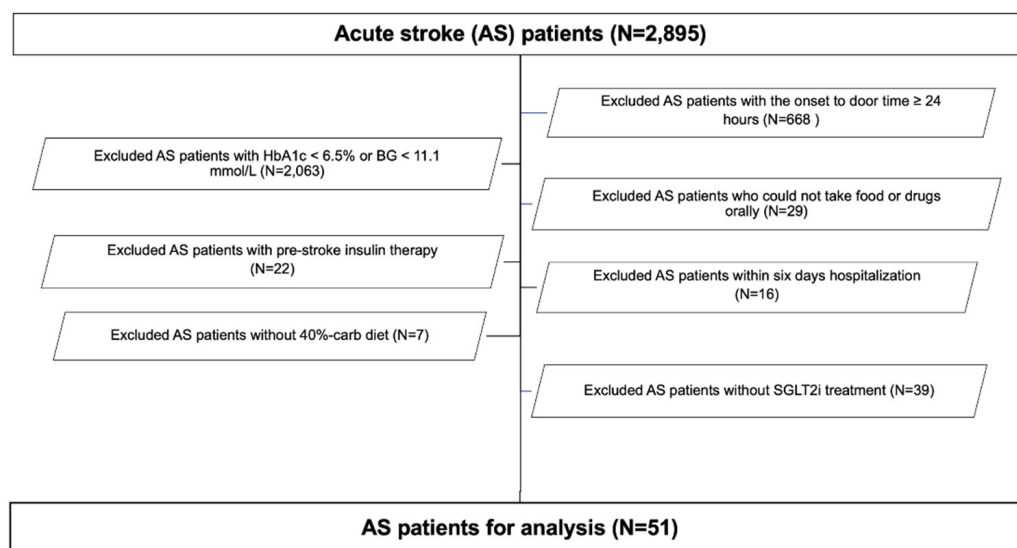 Acute stroke (AS) patients (N=2,895)
Excluded AS patients with the onset to door time ≥ 24
hours (N=668 )
Excluded AS patients with HbA1c < 6.5% or BG < 11.1
mmol/L (N=2,063)
Excluded AS patients who could not take food or drugs
orally (N=29)
Excluded AS patients with pre-stroke insulin therapy
(N=22)
Excluded AS patients within six days hospitalization
(N=16)
Excluded AS patients without 40%-carb diet (N=7)
Excluded AS patients without SGLT2i treatment (N=39)
AS patients for analysis (N=51)